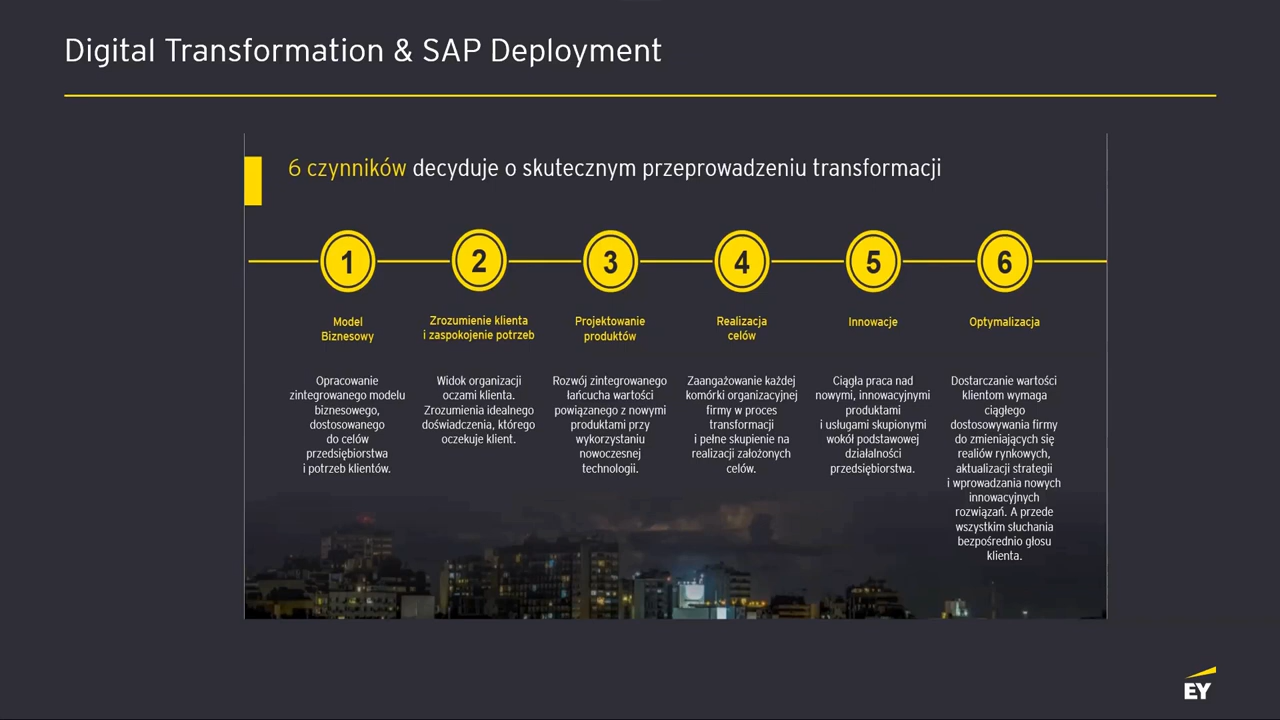 Digital Transformation & SAP Deployment
6 czynników decyduje o skutecznym przeprowadzeniu transformacji
1
Model
Biznesowy
Opracowanie
zintegrowanego modelu
biznesowego,
dostosowanego
do celów
przedsiębiorstwa
i potrzeb klientów.
2
Zrozumienie klienta
i zaspokojenie potrzeb
Widok organizacji
oczami klienta.
Zrozumienia idealnego
doświadczenia, którego
oczekuje klient.
3
Projektowanie
produktów
Rozwój zintegrowanego
łańcucha wartości
powiązanego z nowymi
produktami przy
wykorzystaniu
nowoczesnej
technologii.
4
Realizacja
celów
Zaangażowanie każdej
komórki organizacyjnej
firmy w proces
transformacji
i pełne skupienie na
realizacji założonych
celów.
5
Innowacje
Ciągła praca nad
nowymi, innowacyjnymi
produktami
i usługami skupionymi
wokół podstawowej
działalności
przedsiębiorstwa.
6
Optymalizacja
Dostarczanie wartości
klientom wymaga
ciągłego
dostosowywania firmy
do zmieniających się
realiów rynkowych,
aktualizacji strategii
i wprowadzania nowych
innowacyjnych
rozwiązań. A przede
wszystkim słuchania
bezpośrednio głosu
klienta.
EY